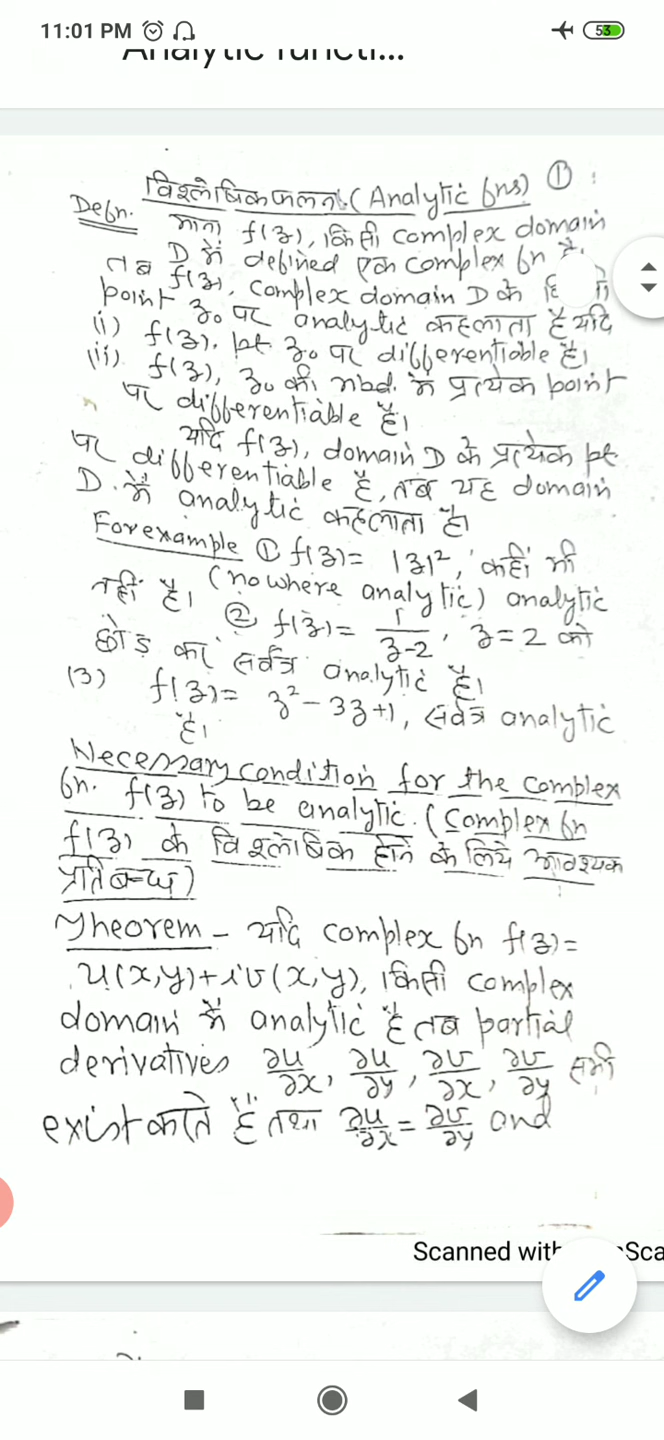 11:01 PM
53
Analytic functi...
विश्लेषिक फलन :(Analytic fns) ①
Defn. माना f(z), किसी complex domain
D में defined एक complex fn है.
तब f(z), complex domain D के
point z₀ पर analytic कहलाता है यदि
(i) f(z), pt z₀ पर differentiable है।
(ii) f(z), z₀ की nbd. के प्रत्येक point
पर differentiable है।
यदि f(z), domain D के प्रत्येक pt
पर differentiable है, तब यह domain
D में analytic कहलाता है।
For example ① f(z) = |z|², कहीं भी
नहीं है। (nowhere analytic) analytic
② f(z) = 1/(z-2), z=2 को
छोड़ कर सर्वत्र analytic है।
(3) f(z) = z² - 3z +1, सर्वत्र analytic
है।
Necessary condition for the complex
fn. f(z) to be analytic. (Complex fn
f(z) के विश्लेषिक होने के लिये आवश्यक
प्रतिबन्ध)
Theorem - यदि complex fn f(z) =
u(x,y)+iv(x,y), किसी complex
domain में analytic है तब partial
derivatives ∂u/∂x, ∂u/∂y, ∂v/∂x, ∂v/∂y सभी
exist करते हैं तथा ∂u/∂x = ∂v/∂y and
Scanned with